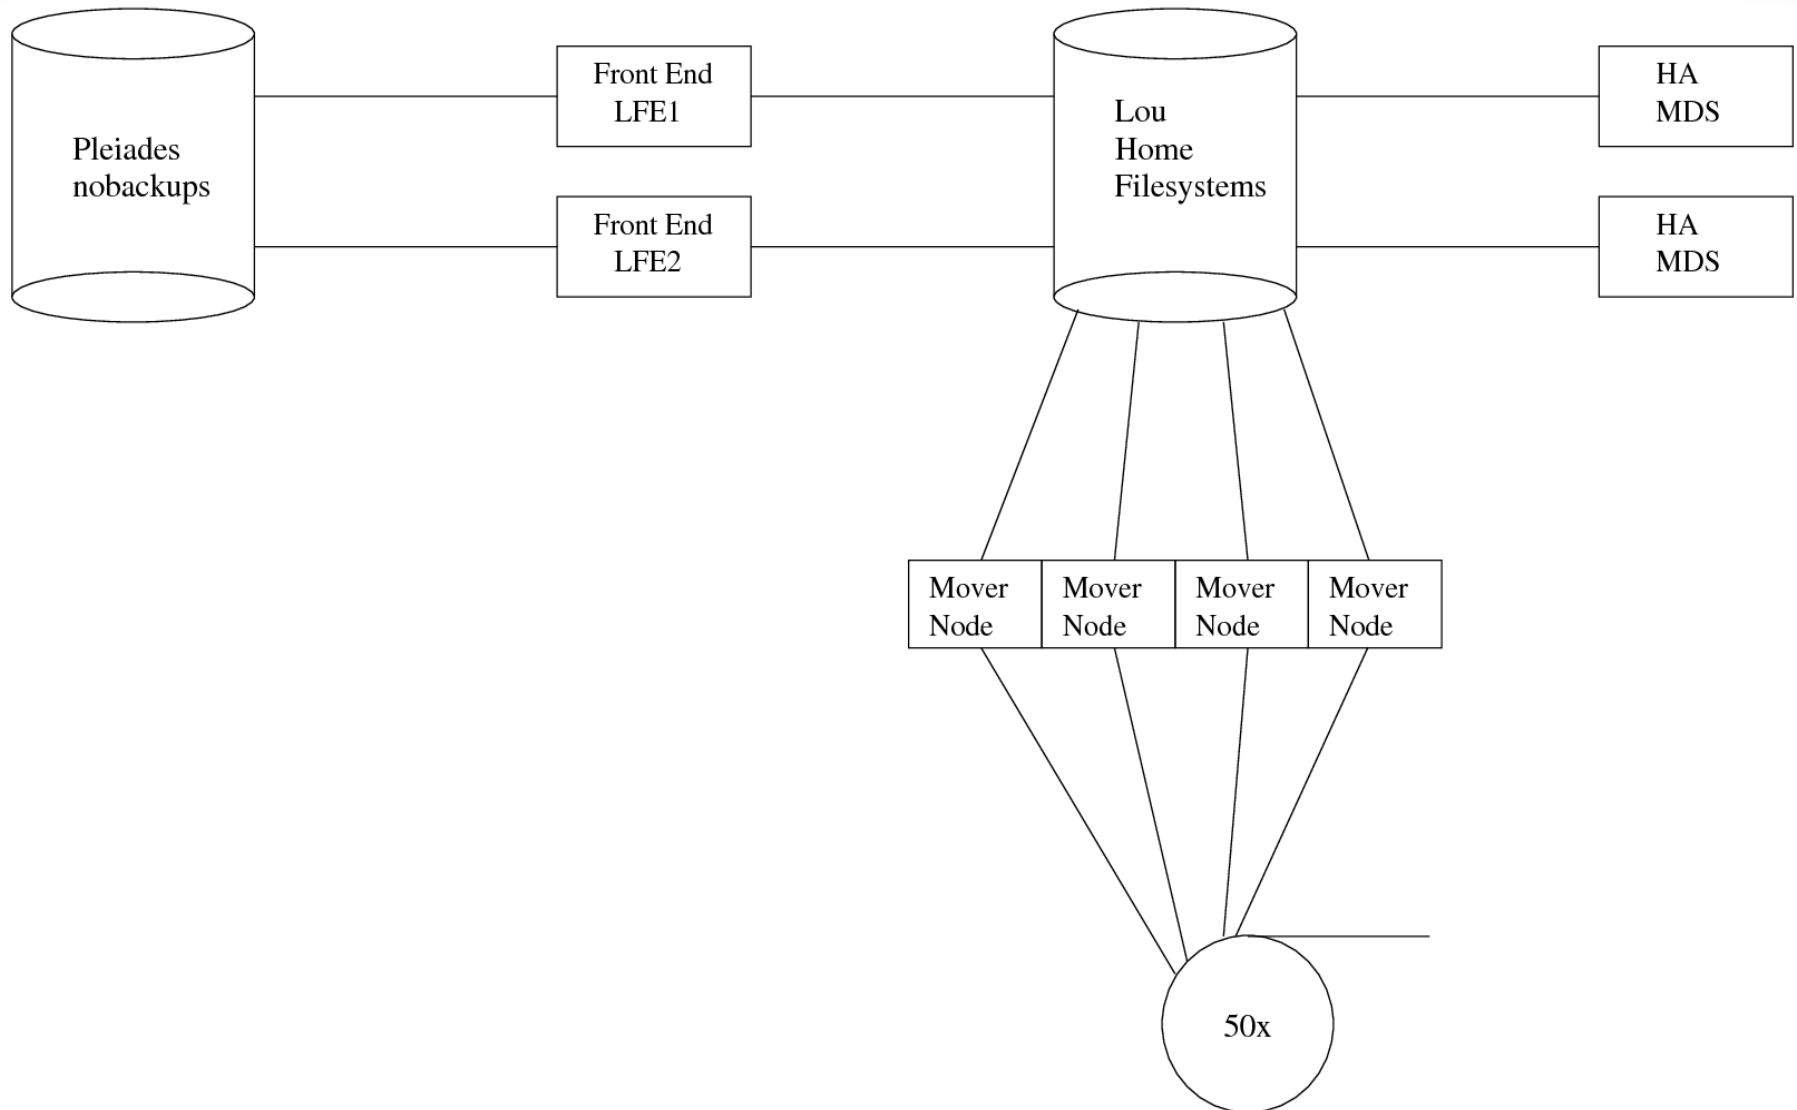 Pleiades
nobackups
Front End
LFE1
Front End
LFE2
Lou
Home
Filesystems
HA
MDS
HA
MDS
Mover
Node
Mover
Node
Mover
Node
Mover
Node
50x